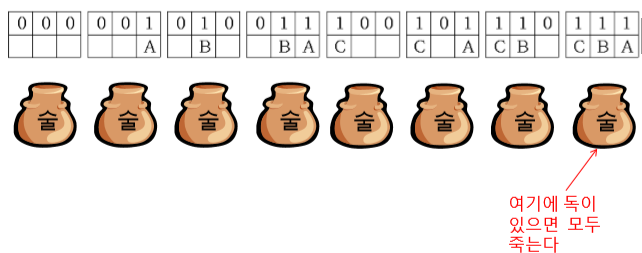 0 0 0 0 0 1 0 1 0 0 1 1 1 0 0 1 0 1 1 1 0 1 1 1
A B B A C C A C B C B A
술 술 술 술 술 술 술 술
여기에 독이
있으면 모두
죽는다